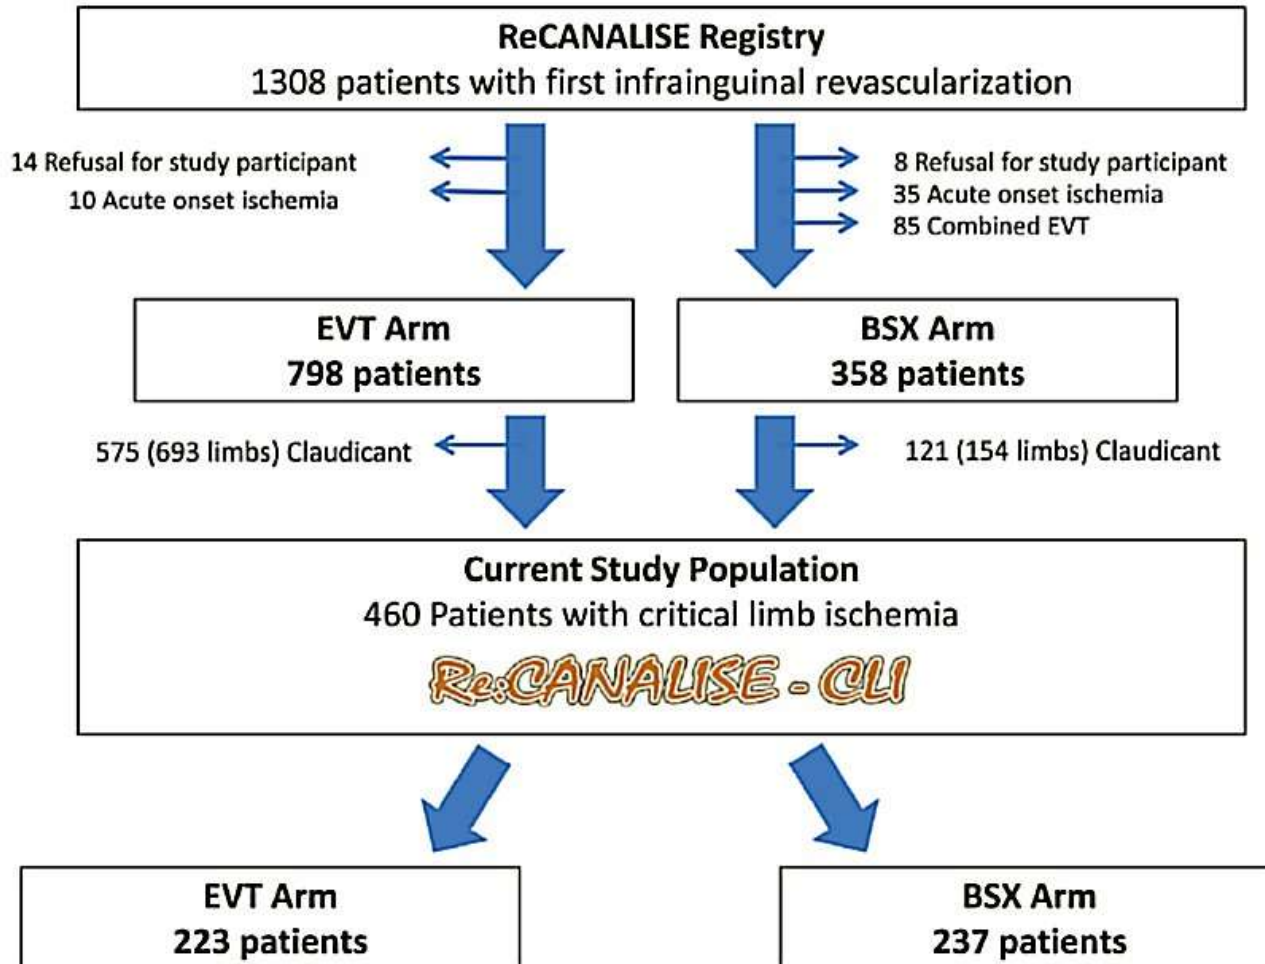 ReCANALISE Registry
1308 patients with first infrainguinal revascularization
14 Refusal for study participant
10 Acute onset ischemia
8 Refusal for study participant
35 Acute onset ischemia
85 Combined EVT
EVT Arm
798 patients
BSX Arm
358 patients
575 (693 limbs) Claudicant
121 (154 limbs) Claudicant
Current Study Population
460 Patients with critical limb ischemia
Re:CANALISE - CLI
EVT Arm
223 patients
BSX Arm
237 patients